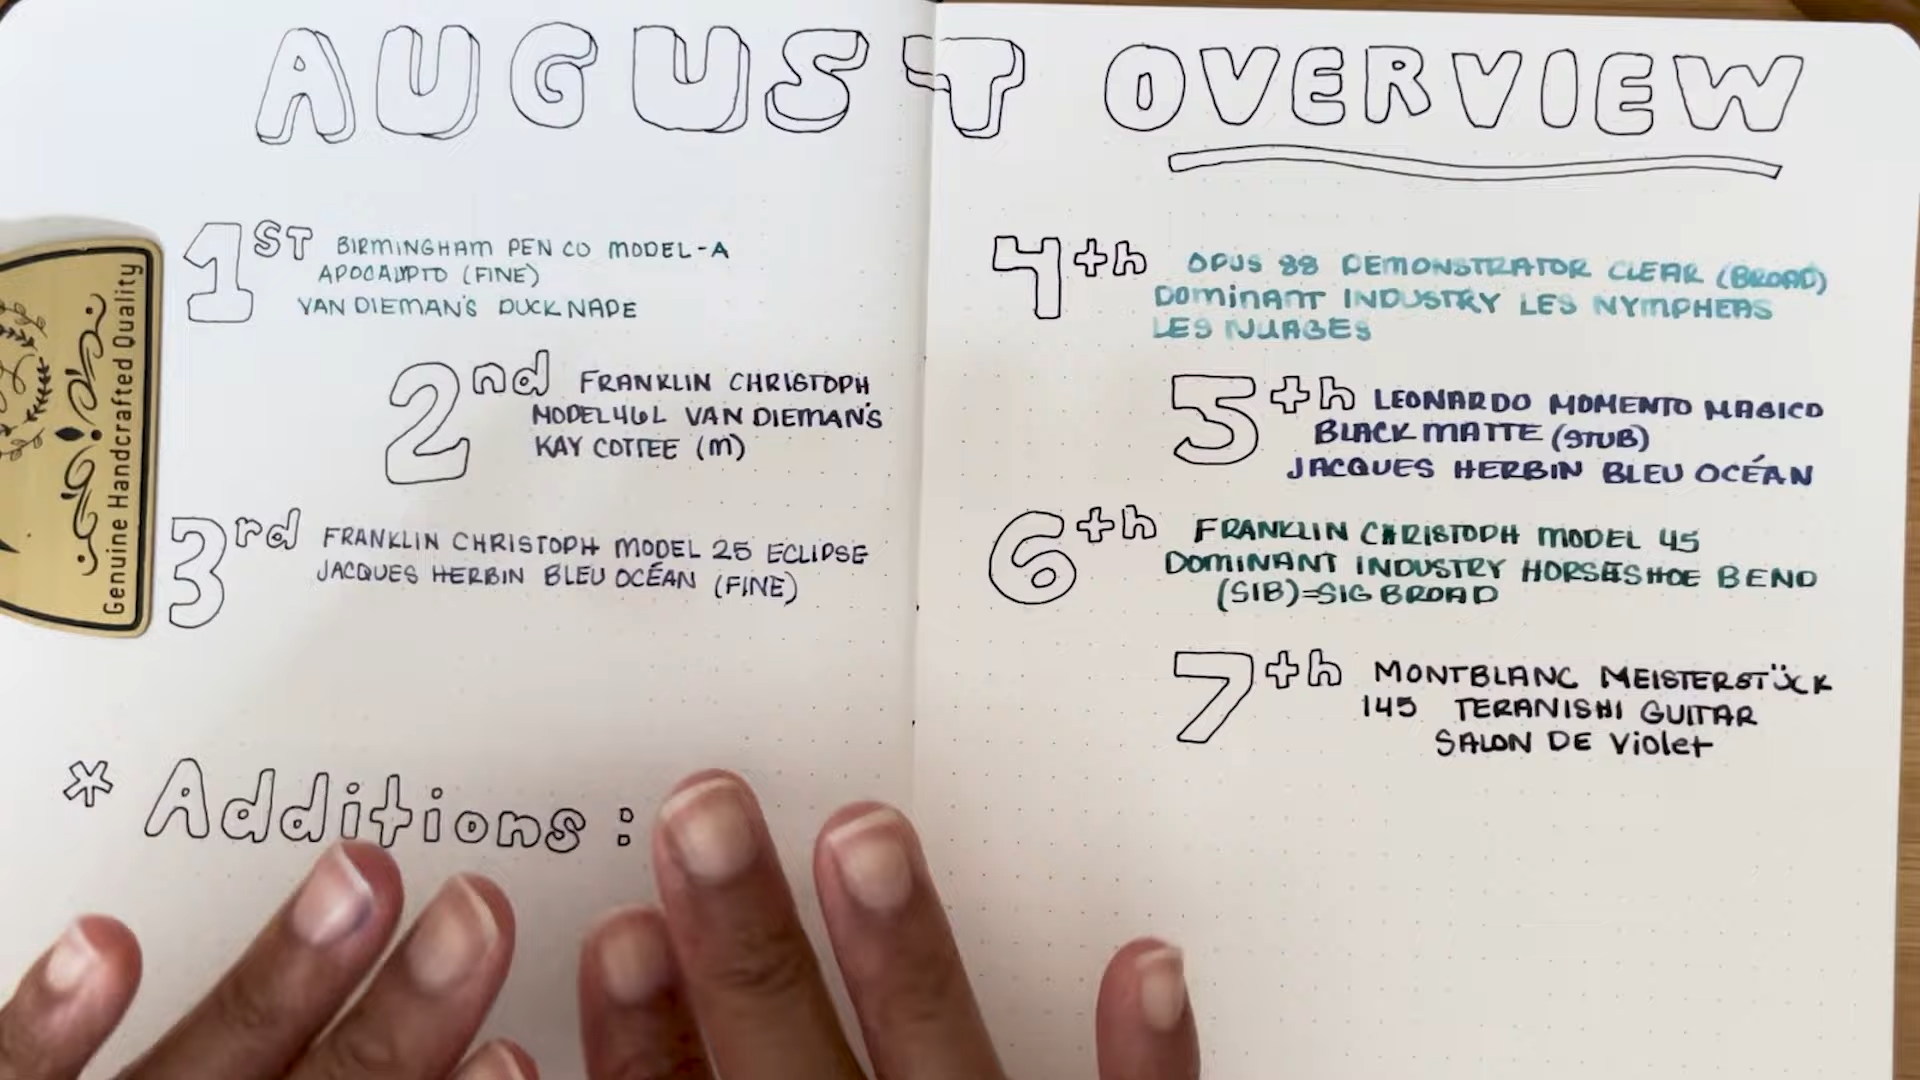 AUGUST OVERVIEW
1ST BIRMINGHAM PEN CO MODEL-A
APOCALYPTO (FINE)
VAN DIEMAN'S DUCK NAPE
2nd FRANKLIN CHRISTOPH
MODEL 46L VAN DIEMAN'S
KAY COTTEE (M)
3rd FRANKLIN CHRISTOPH MODEL 25 ECLIPSE
JACQUES HERBIN BLEU OCÉAN (FINE)
* Additions :
4th OPUS 88 DEMONSTRATOR CLEAR (BROAD)
DOMINANT INDUSTRY LES NYMPHEAS
LES NUAGES
5th LEONARDO MOMENTO MAGICO
BLACK MATTE (STUB)
JACQUES HERBIN BLEU OCÉAN
6th FRANKLIN CHRISTOPH MODEL 45
DOMINANT INDUSTRY HORSESHOE BEND
(SIB)=SIG BROAD
7th MONTBLANC MEISTERSTÜCK
145 TERANISHI GUITAR
SALON DE Violet
Genuine Handcrafted Quality